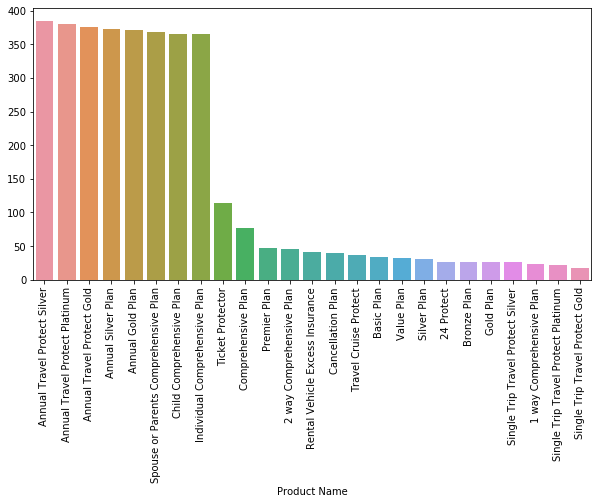 400
350
300
250
200
150
100
50
0
Annual Travel Protect Silver
Annual Travel Protect Platinum
Annual Travel Protect Gold
Annual Silver Plan
Annual Gold Plan
Spouse or Parents Comprehensive Plan
Child Comprehensive Plan
Individual Comprehensive Plan
Ticket Protector
Comprehensive Plan
Premier Plan
2 way Comprehensive Plan
Rental Vehicle Excess Insurance
Cancellation Plan
Travel Cruise Protect
Basic Plan
Value Plan
Silver Plan
24 Protect
Bronze Plan
Gold Plan
Single Trip Travel Protect Silver
1 way Comprehensive Plan
Single Trip Travel Protect Platinum
Single Trip Travel Protect Gold
Product Name